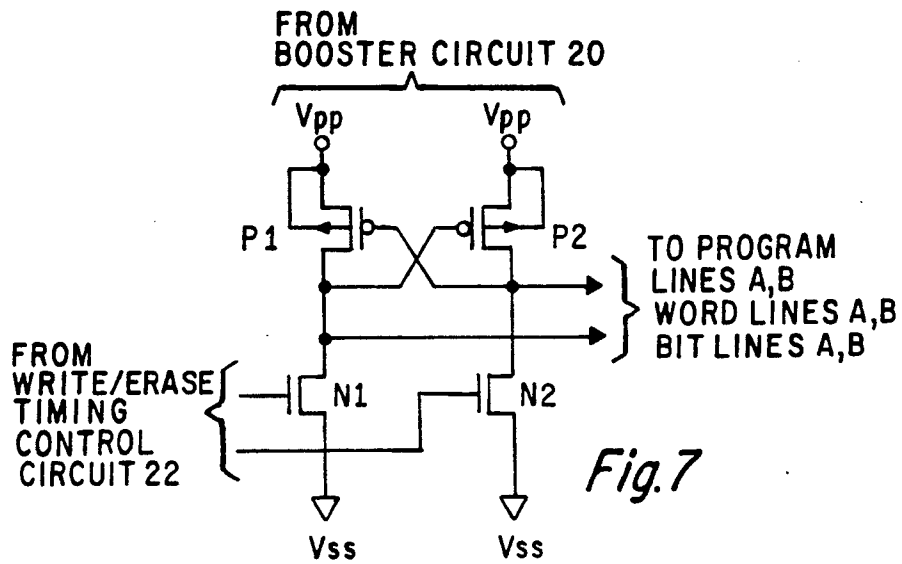 FROM
BOOSTER CIRCUIT 20
Vpp
Vpp
P1
P2
TO PROGRAM
LINES A,B
WORD LINES A,B
BIT LINES A,B
FROM
WRITE/ERASE
TIMING
CONTROL
CIRCUIT 22
N1
N2
Fig.7
Vss
Vss